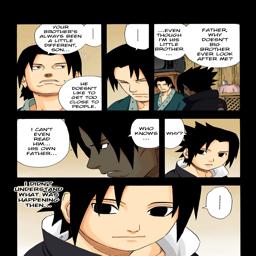 FATHER,
WHY
DOESN'T
BIG
BROTHER
EVER LOOK
AFTER ME?
...EVEN
THOUGH
I'M HIS
LITTLE
BROTHER
...
YOUR
BROTHER'S
ALWAYS
BEEN
A LITTLE
DIFFERENT,
SON...
HE
DOESN'T
LIKE TO
GET TOO
CLOSE TO
PEOPLE.
WHY?
WHO
KNOWS
...
I CAN'T
EVEN
READ
HIM...
HIS OWN
FATHER...
I DIDN'T
UNDERSTAND
WHAT WAS
HAPPENING
THEN...